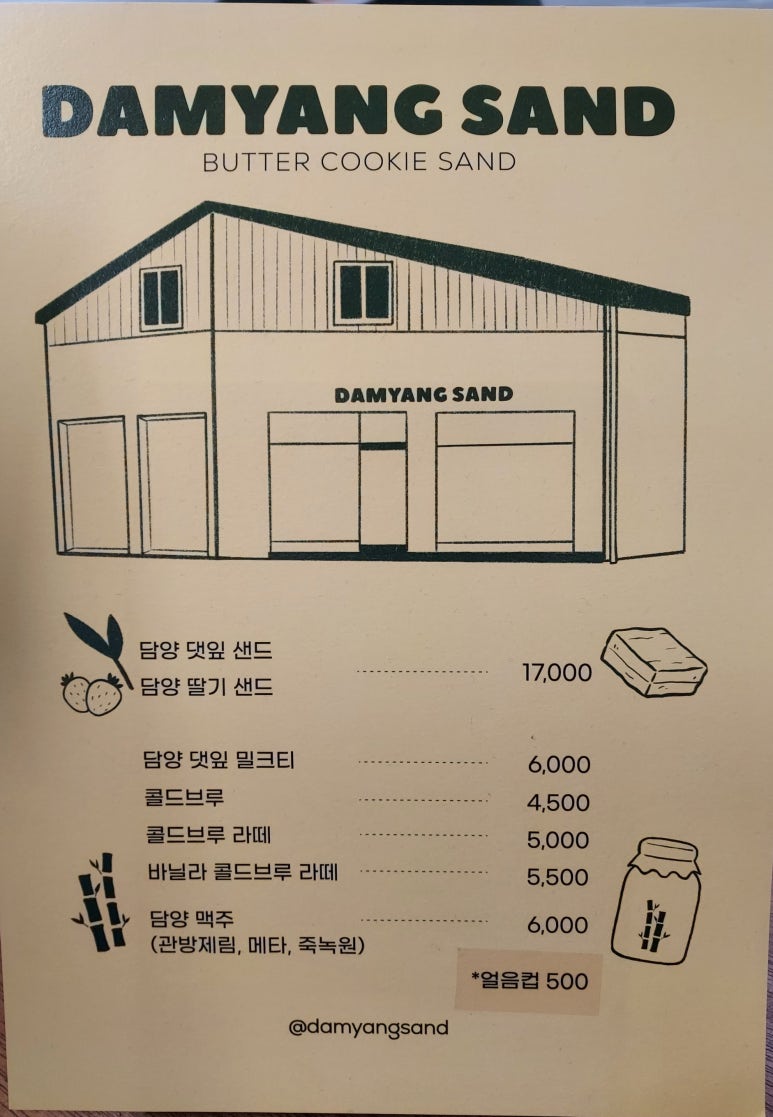 DAMYANG SAND
BUTTER COOKIE SAND
DAMYANG SAND
담양 댓잎 샌드
담양 딸기 샌드
17,000
담양 댓잎 밀크티 6,000
콜드브루 4,500
콜드브루 라떼 5,000
바닐라 콜드브루 라떼 5,500
담양 맥주 6,000
(관방제림, 메타, 죽녹원)
*얼음컵 500
@damyangsand